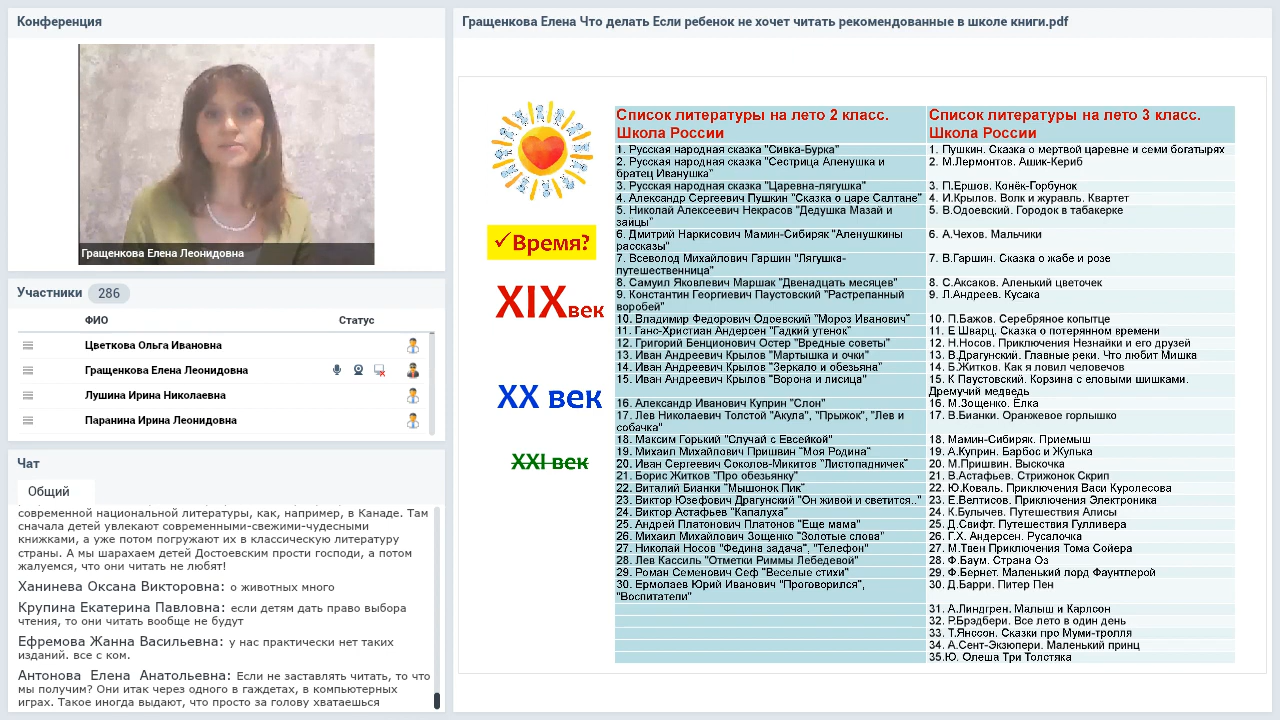 Конференция
Гращенкова Елена Леонидовна
Участники 286
ФИО Статус
Цветкова Ольга Ивановна
Гращенкова Елена Леонидовна
Лушина Ирина Николаевна
Паранина Ирина Леонидовна
Чат
Общий
современной национальной литературы, как, например, в Канаде. Там
сначала детей увлекают современными-свежими-чудесными
книжками, а уже потом погружают их в классическую литературу
страны. А мы шарахаем детей Достоевским прости господи, а потом
жалуемся, что они читать не любят!
Ханинева Оксана Викторовна: о животных много
Крупина Екатерина Павловна: если детям дать право выбора
чтения, то они читать вообще не будут
Ефремова Жанна Васильевна: у нас практически нет таких
изданий. все с ком.
Антонова Елена Анатольевна: Если не заставлять читать, то что
мы получим? Они итак через одного в гаджетах, в компьютерных
играх. Такое иногда выдают, что просто за голову хватаешься
Гращенкова Елена Что делать Если ребенок не хочет читать рекомендованные в школе книги.pdf
✓Время?
XIX век
XX век
XXI век
Список литературы на лето 2 класс.
Школа России
1. Русская народная сказка "Сивка-Бурка"
2. Русская народная сказка "Сестрица Аленушка и
братец Иванушка"
3. Русская народная сказка "Царевна-лягушка"
4. Александр Сергеевич Пушкин "Сказка о царе Салтане"
5. Николай Алексеевич Некрасов "Дедушка Мазай и
зайцы"
6. Дмитрий Наркисович Мамин-Сибиряк "Аленушкины
рассказы"
7. Всеволод Михайлович Гаршин "Лягушка-
путешественница"
8. Самуил Яковлевич Маршак "Двенадцать месяцев"
9. Константин Георгиевич Паустовский "Растрепанный
воробей"
10. Владимир Федорович Одоевский "Мороз Иванович"
11. Ганс-Христиан Андерсен "Гадкий утенок"
12. Григорий Бенционович Остер "Вредные советы"
13. Иван Андреевич Крылов "Мартышка и очки"
14. Иван Андреевич Крылов "Зеркало и обезьяна"
15. Иван Андреевич Крылов "Ворона и лисица"
16. Александр Иванович Куприн "Слон"
17. Лев Николаевич Толстой "Акула", "Прыжок", "Лев и
собачка"
18. Максим Горький "Случай с Евсейкой"
19. Михаил Михайлович Пришвин "Моя Родина"
20. Иван Сергеевич Соколов-Микитов "Листопадничек"
21. Борис Житков "Про обезьянку"
22. Виталий Бианки "Мышонок Пик"
23. Виктор Юзефович Драгунский "Он живой и светится.."
24. Виктор Астафьев "Капалуха"
25. Андрей Платонович Платонов "Еще мама"
26. Михаил Михайлович Зощенко "Золотые слова"
27. Николай Носов "Федина задача", "Телефон"
28. Лев Кассиль "Отметки Риммы Лебедевой"
29. Роман Семенович Сеф "Веселые стихи"
30. Ермолаев Юрий Иванович "Проговорился",
"Воспитатели"
Список литературы на лето 3 класс.
Школа России
1. Пушкин. Сказка о мертвой царевне и семи богатырях
2. М.Лермонтов. Ашик-Кериб
3. П.Ершов. Конёк-Горбунок
4. И.Крылов. Волк и журавль. Квартет
5. В.Одоевский. Городок в табакерке
6. А.Чехов. Мальчики
7. В.Гаршин. Сказка о жабе и розе
8. С.Аксаков. Аленький цветочек
9. Л.Андреев. Кусака
10. П.Бажов. Серебряное копытце
11. Е Шварц. Сказка о потерянном времени
12. Н.Носов. Приключения Незнайки и его друзей
13. В.Драгунский. Главные реки. Что любит Мишка
14. Б.Житков. Как я ловил человечов
15. К Паустовский. Корзина с еловыми шишками.
Дремучий медведь
16. М.Зощенко. Ёлка
17. В.Бианки. Оранжевое горлышко
18. Мамин-Сибиряк. Приемыш
19. А.Куприн. Барбос и Жулька
20. М.Пришвин. Выскочка
21. В.Астафьев. Стрижонок Скрип
22. Ю.Коваль. Приключения Васи Куролесова
23. Е.Велтисов. Приключения Электроника
24. К.Булычев. Путешествия Алисы
25. Д.Свифт. Путешествия Гулливера
26. Г.Х. Андерсен. Русалочка
27. М.Твен Приключения Тома Сойера
28. Ф.Баум. Страна Оз
29. Ф.Бернет. Маленький лорд Фаунтлерой
30. Д.Барри. Питер Пен
31. А.Линдгрен. Малыш и Карлсон
32. Р.Брэдбери. Все лето в один день
33. Т.Янссон. Сказки про Муми-тролля
34. А.Сент-Экзюпери. Маленький принц
35.Ю. Олеша Три Толстяка